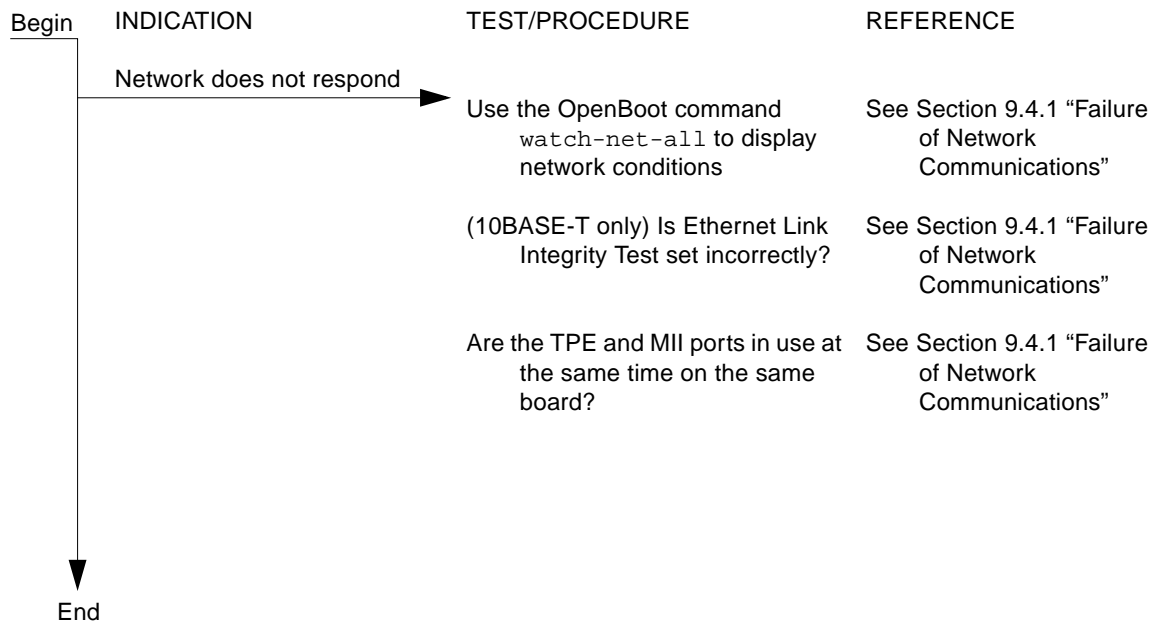 Begin
INDICATION
TEST/PROCEDURE
REFERENCE
Network does not respond
Use the OpenBoot command
watch-net-all to display
network conditions
See Section 9.4.1 “Failure
of Network
Communications”
(10BASE-T only) Is Ethernet Link
Integrity Test set incorrectly?
See Section 9.4.1 “Failure
of Network
Communications”
Are the TPE and MII ports in use at
the same time on the same
board?
See Section 9.4.1 “Failure
of Network
Communications”
End